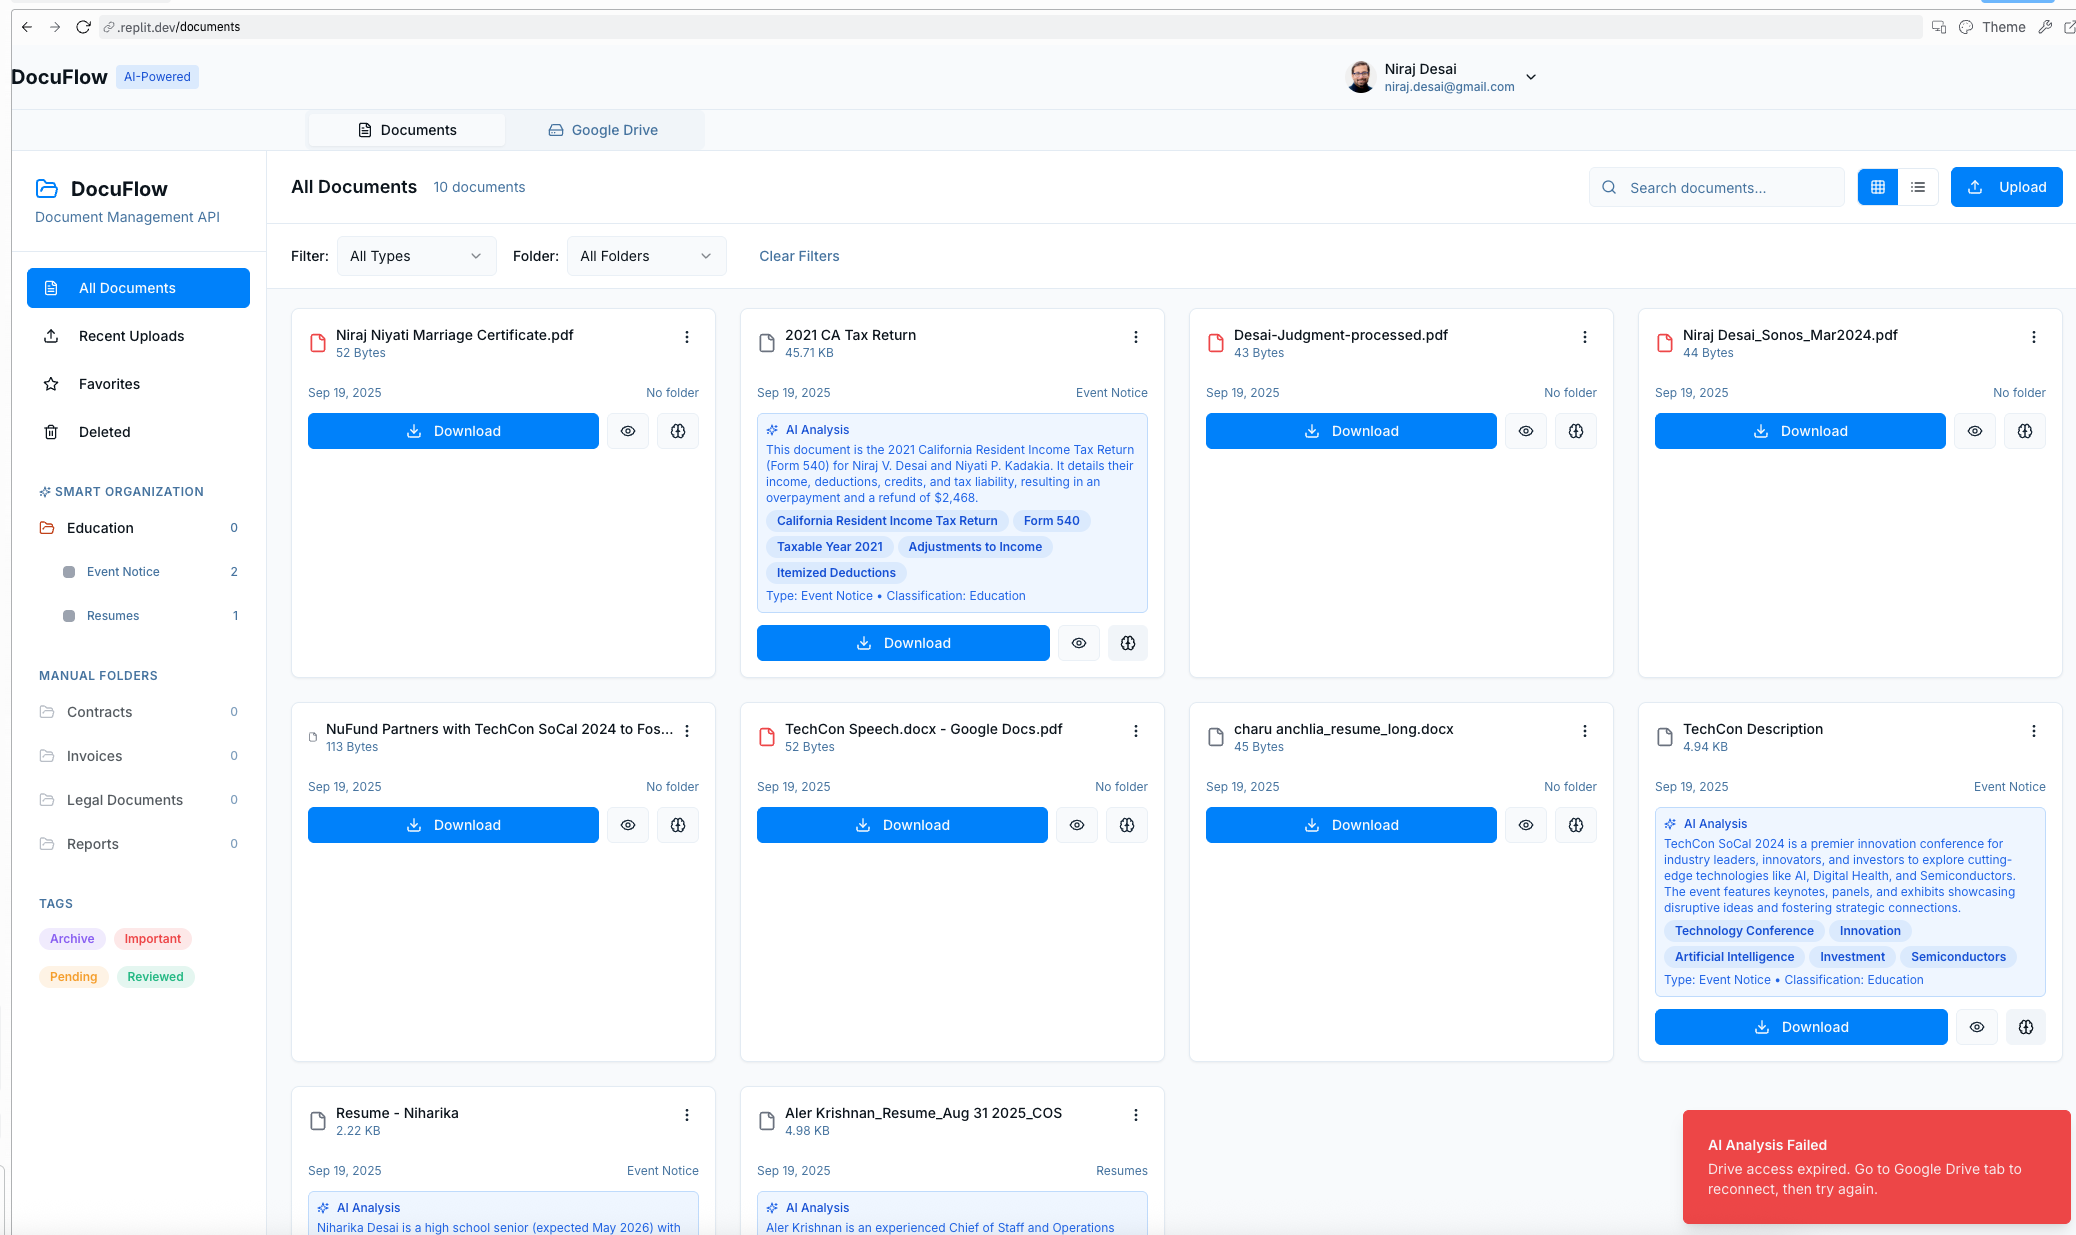 .replit.dev/documents
Theme
DocuFlow
AI-Powered
Niraj Desai
niraj.desai@gmail.com
Documents
Google Drive
DocuFlow
Document Management API
All Documents
Recent Uploads
Favorites
Deleted
SMART ORGANIZATION
Education 0
Event Notice 2
Resumes 1
MANUAL FOLDERS
Contracts 0
Invoices 0
Legal Documents 0
Reports 0
TAGS
Archive Important
Pending Reviewed
All Documents 10 documents
Search documents...
Upload
Filter: All Types Folder: All Folders Clear Filters
Niraj Niyati Marriage Certificate.pdf
52 Bytes
Sep 19, 2025 No folder
Download
2021 CA Tax Return
45.71 KB
Sep 19, 2025 Event Notice
AI Analysis
This document is the 2021 California Resident Income Tax Return
(Form 540) for Niraj V. Desai and Niyati P. Kadakia. It details their
income, deductions, credits, and tax liability, resulting in an
overpayment and a refund of $2,468.
California Resident Income Tax Return Form 540
Taxable Year 2021 Adjustments to Income
Itemized Deductions
Type: Event Notice • Classification: Education
Download
Desai-Judgment-processed.pdf
43 Bytes
Sep 19, 2025 No folder
Download
Niraj Desai_Sonos_Mar2024.pdf
44 Bytes
Sep 19, 2025 No folder
Download
NuFund Partners with TechCon SoCal 2024 to Fos...
113 Bytes
Sep 19, 2025 No folder
Download
TechCon Speech.docx - Google Docs.pdf
52 Bytes
Sep 19, 2025 No folder
Download
charu anchlia_resume_long.docx
45 Bytes
Sep 19, 2025 No folder
Download
TechCon Description
4.94 KB
Sep 19, 2025 Event Notice
AI Analysis
TechCon SoCal 2024 is a premier innovation conference for
industry leaders, innovators, and investors to explore cutting-
edge technologies like AI, Digital Health, and Semiconductors.
The event features keynotes, panels, and exhibits showcasing
disruptive ideas and fostering strategic connections.
Technology Conference Innovation
Artificial Intelligence Investment Semiconductors
Type: Event Notice • Classification: Education
Download
Resume - Niharika
2.22 KB
Sep 19, 2025 Event Notice
AI Analysis
Niharika Desai is a high school senior (expected May 2026) with
Aler Krishnan_Resume_Aug 31 2025_COS
4.98 KB
Sep 19, 2025 Resumes
AI Analysis
Aler Krishnan is an experienced Chief of Staff and Operations
AI Analysis Failed
Drive access expired. Go to Google Drive tab to
reconnect, then try again.